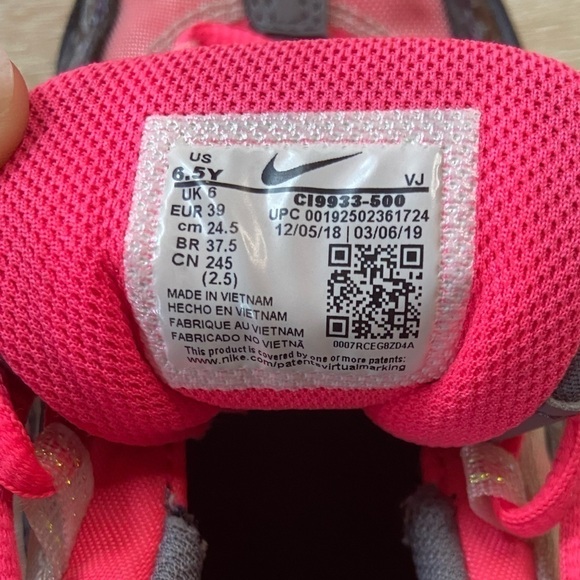 US VJ
6.5Y CI9933-500
UK 6 UPC 00192502361724
EUR 39 12/05/18 | 03/06/19
cm 24.5
BR 37.5
CN 245
(2.5)
MADE IN VIETNAM
HECHO EN VIETNAM
FABRIQUE AU VIETNAM
FABRICADO NO VIETNÃ
0007RCEG8ZD4A
This product is covered by one or more patents:
www.nike.com/patentsvirtualmarking